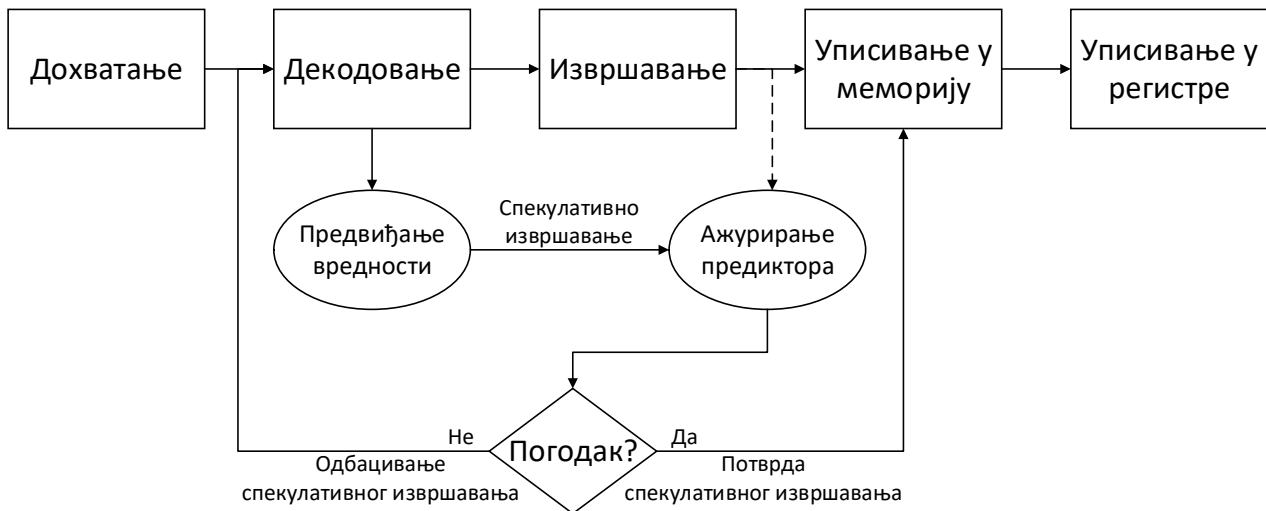 Дохватање
Декодовање
Извршавање
Уписивање у
меморију
Уписивање у
регистре
Предвиђање
вредности
Спекулативно
извршавање
Ажурирање
предиктора
Погодак?
Не
Одбацивање
спекулативног извршавања
Да
Потврда
спекулативног извршавања